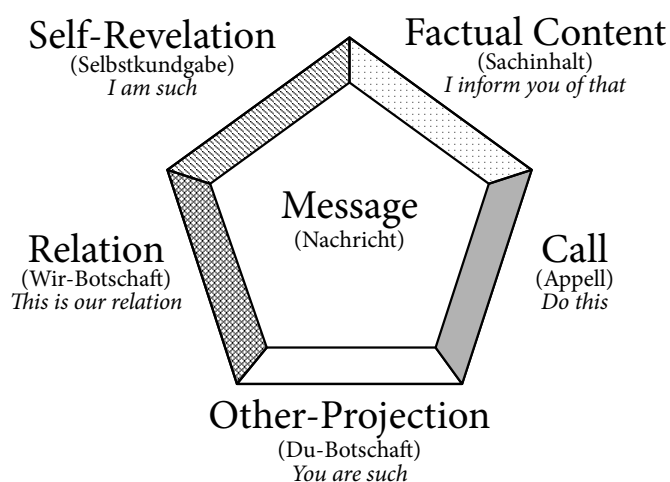 Self-Revelation
(Selbstkundgabe)
I am such
Factual Content
(Sachinhalt)
I inform you of that
Message
(Nachricht)
Relation
(Wir-Botschaft)
This is our relation
Call
(Appell)
Do this
Other-Projection
(Du-Botschaft)
You are such